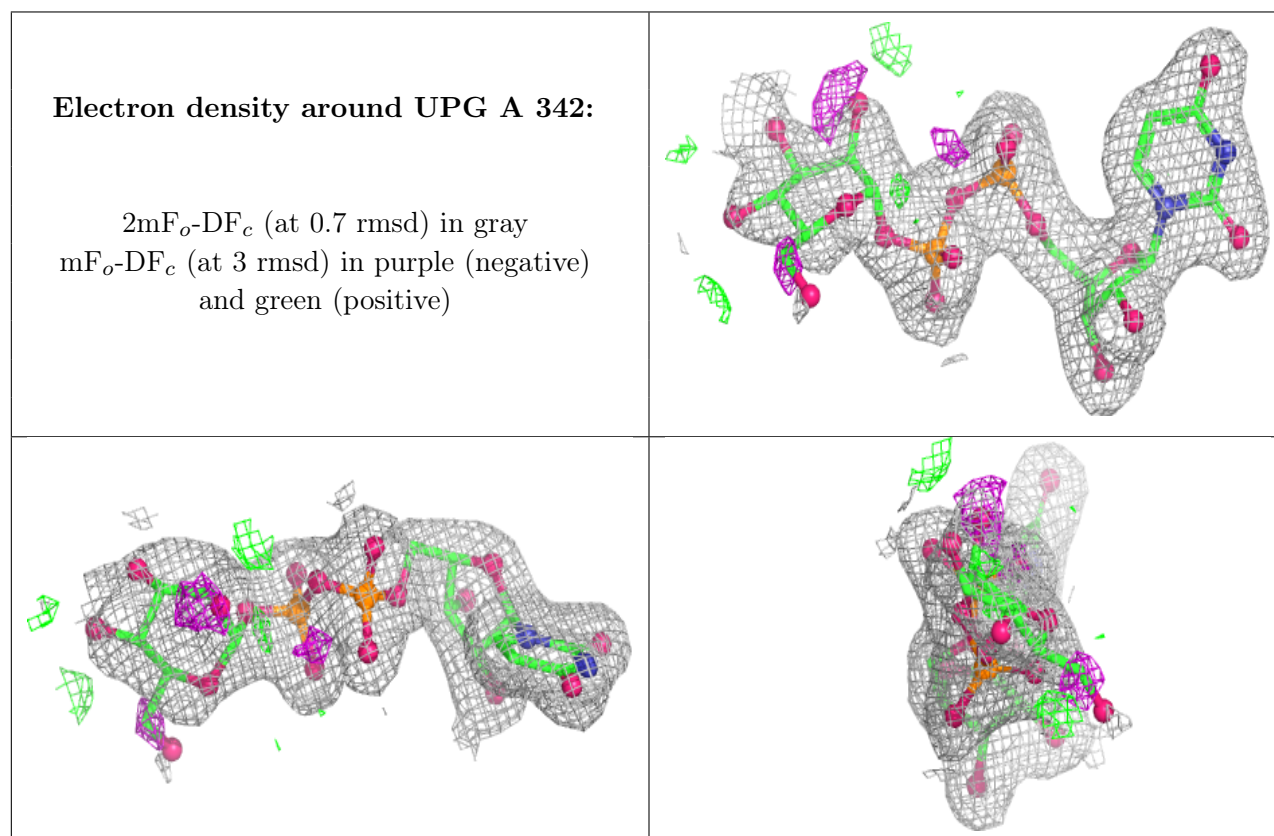 Electron density around UPG A 342:
2mFo-DFc (at 0.7 rmsd) in gray
mFo-DFc (at 3 rmsd) in purple (negative)
and green (positive)